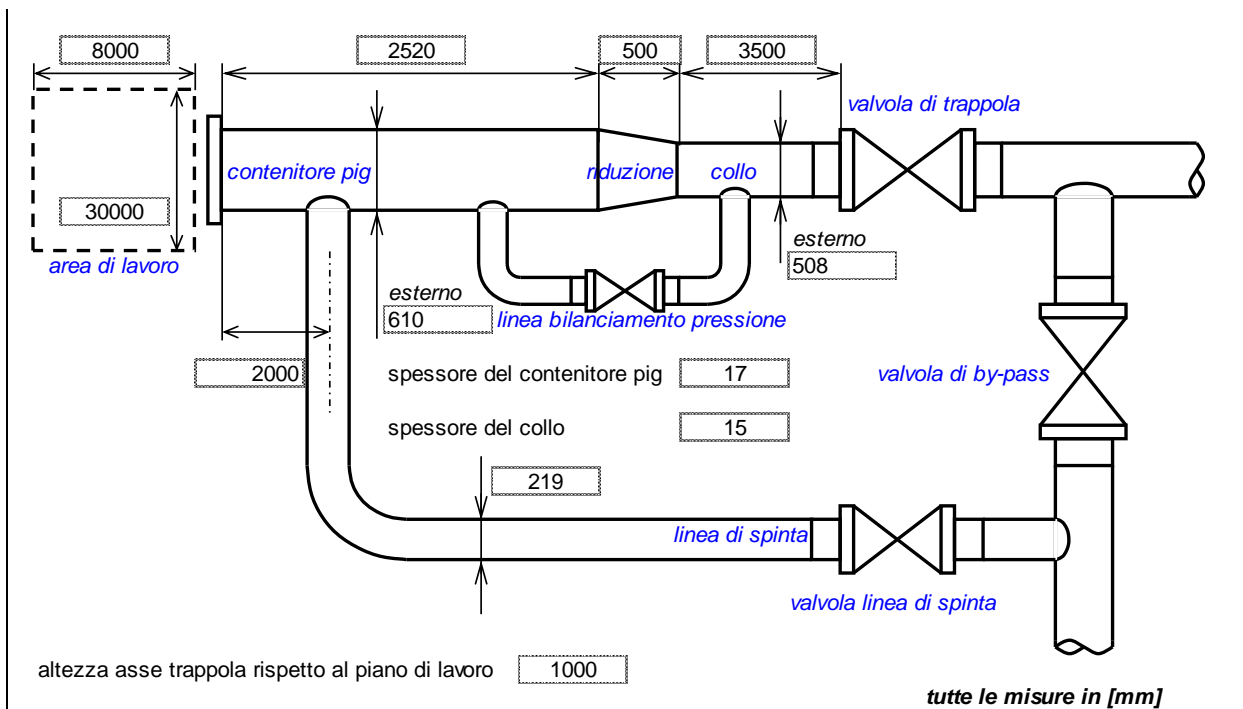 8000
2520
500
3500
valvola di trappola
contenitore pig
riduzione
collo
30000
area di lavoro
esterno
508
esterno
610
linea bilanciamento pressione
2000
spessore del contenitore pig
17
valvola di by-pass
spessore del collo
15
219
linea di spinta
valvola linea di spinta
altezza asse trappola rispetto al piano di lavoro
1000
tutte le misure in [mm]